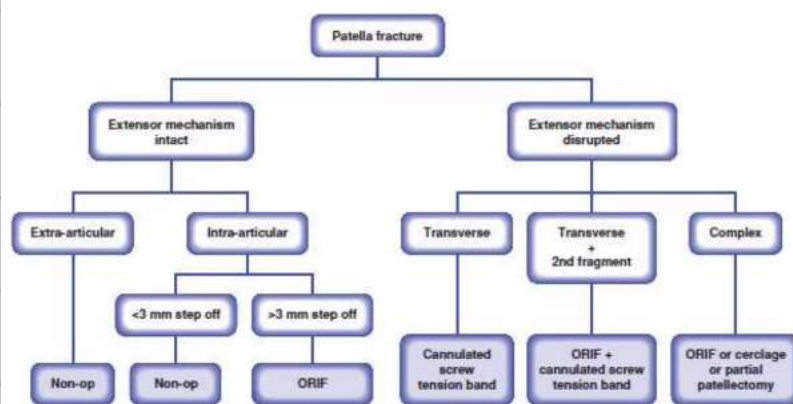 Patella fracture
Extensor mechanism
intact
Extensor mechanism
disrupted
Extra-articular
Intra-articular
Transverse
Transverse
+
2nd fragment
Complex
<3 mm step off
>3 mm step off
Non-op
Non-op
ORIF
Cannulated
screw
tension band
ORIF +
cannulated screw
tension band
ORIF or cerclage
or partial
patellectomy